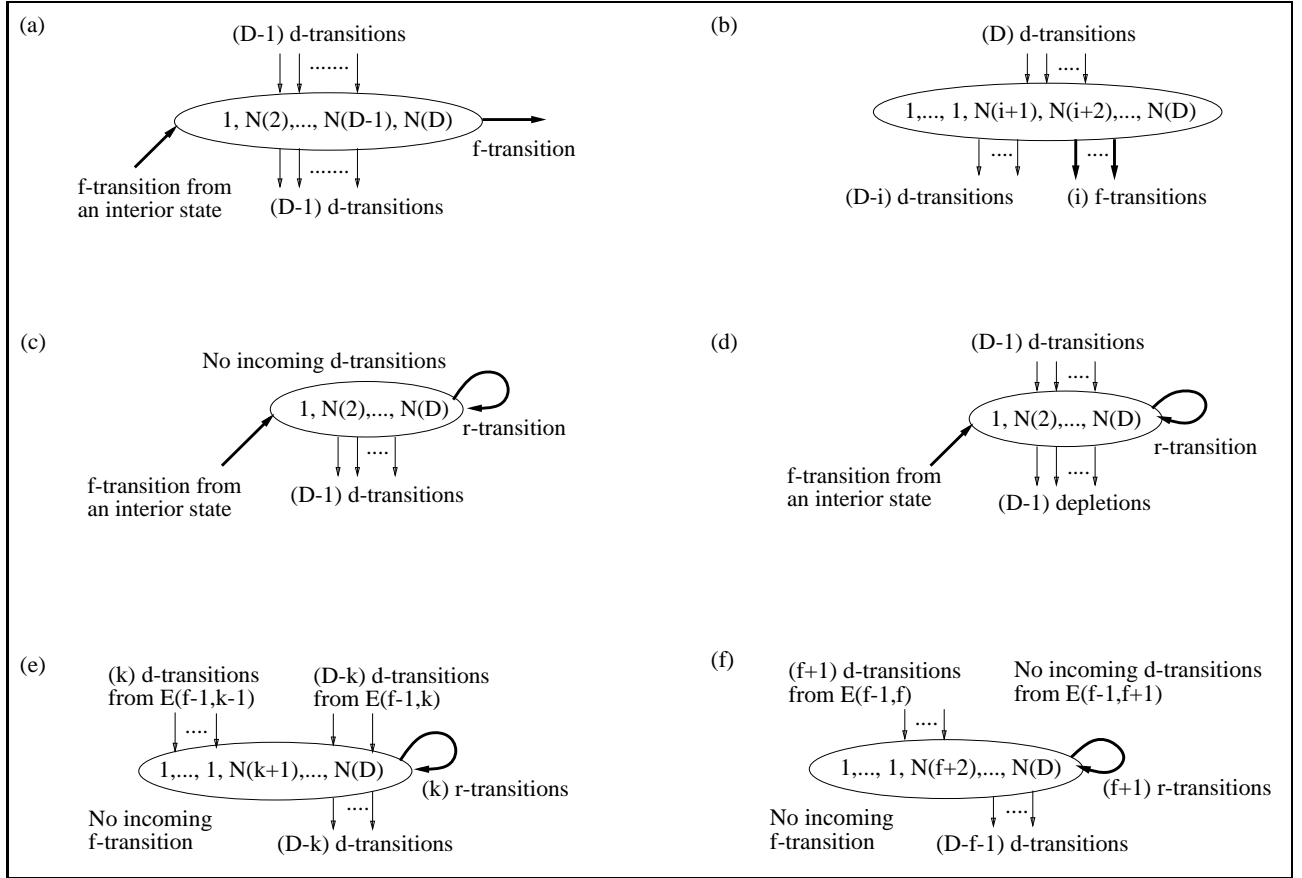 (a)
(D-1) d-transitions
.......
1, N(2),..., N(D-1), N(D)
f-transition
f-transition from
an interior state
.......
(D-1) d-transitions
(b)
(D) d-transitions
....
1,..., 1, N(i+1), N(i+2),..., N(D)
....
....
(D-i) d-transitions
(i) f-transitions
(c)
No incoming d-transitions
1, N(2),..., N(D)
r-transition
....
f-transition from
an interior state
(D-1) d-transitions
(d)
(D-1) d-transitions
....
1, N(2),..., N(D)
r-transition
....
f-transition from
an interior state
(D-1) depletions
(e)
(k) d-transitions
from E(f-1,k-1)
(D-k) d-transitions
from E(f-1,k)
....
....
1,..., 1, N(k+1),..., N(D)
(k) r-transitions
....
No incoming
f-transition
(D-k) d-transitions
(f)
(f+1) d-transitions
from E(f-1,f)
No incoming d-transitions
from E(f-1,f+1)
....
1,..., 1, N(f+2),..., N(D)
(f+1) r-transitions
....
No incoming
f-transition
(D-f-1) d-transitions